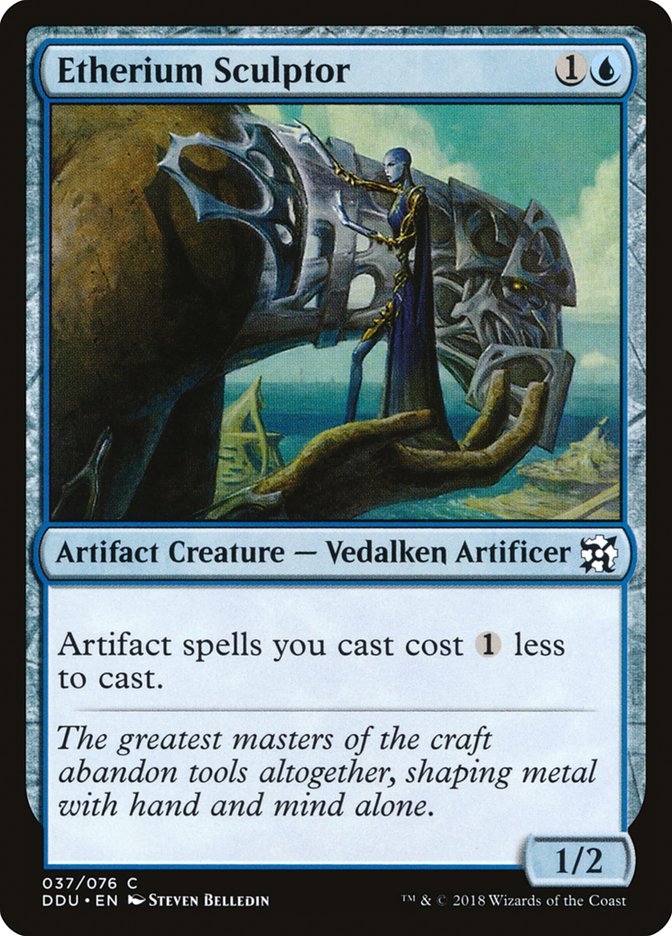 Etherium Sculptor 1
Artifact Creature — Vedalken Artificer
Artifact spells you cast cost 1 less
to cast.
The greatest masters of the craft
abandon tools altogether, shaping metal
with hand and mind alone.
1/2
037/076 C
DDU • EN Steven Belledin
™ & © 2018 Wizards of the Coast